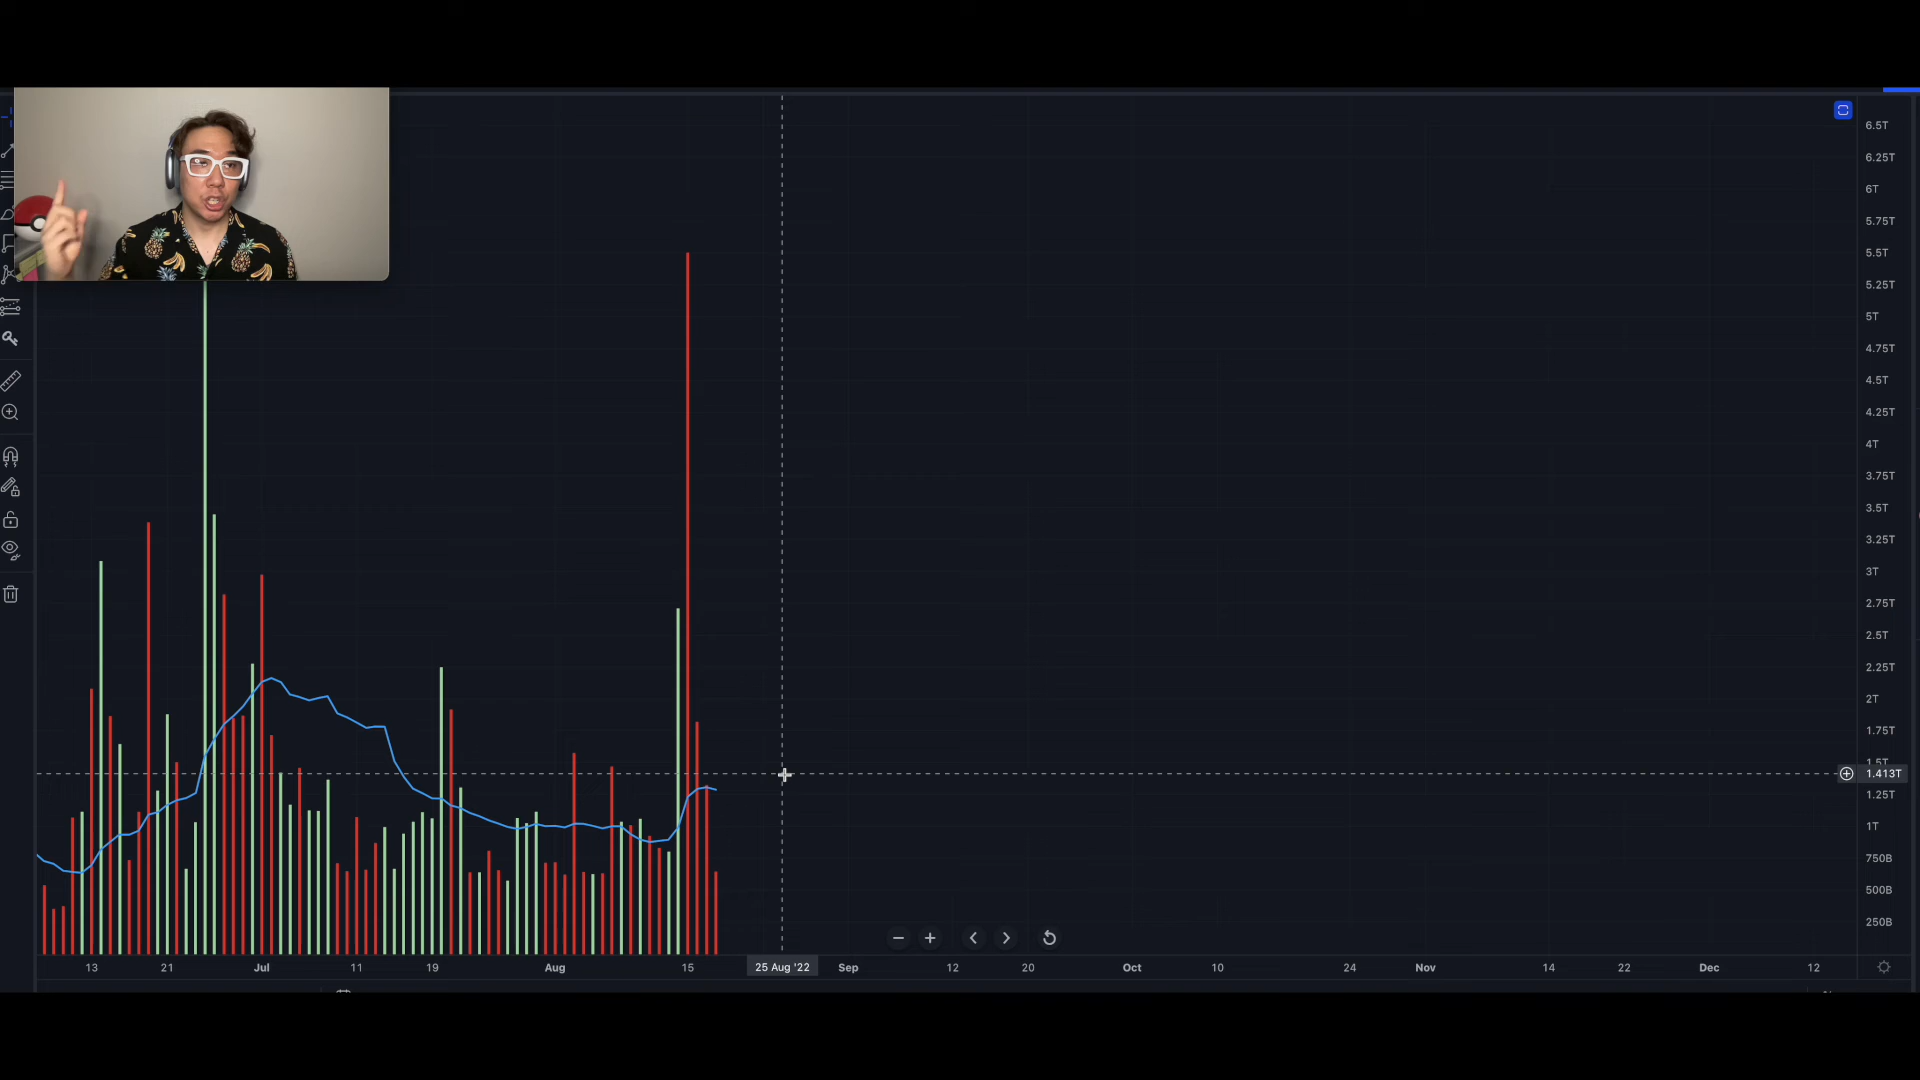 6.5T
6.25T
6T
5.75T
5.5T
5.25T
5T
4.75T
4.5T
4.25T
4T
3.75T
3.5T
3.25T
3T
2.75T
2.5T
2.25T
2T
1.75T
1.5T
1.413T
1.25T
1T
750B
500B
250B
13 21 Jul 11 19 Aug 15 25 Aug '22 Sep 12 20 Oct 10 24 Nov 14 22 Dec 12